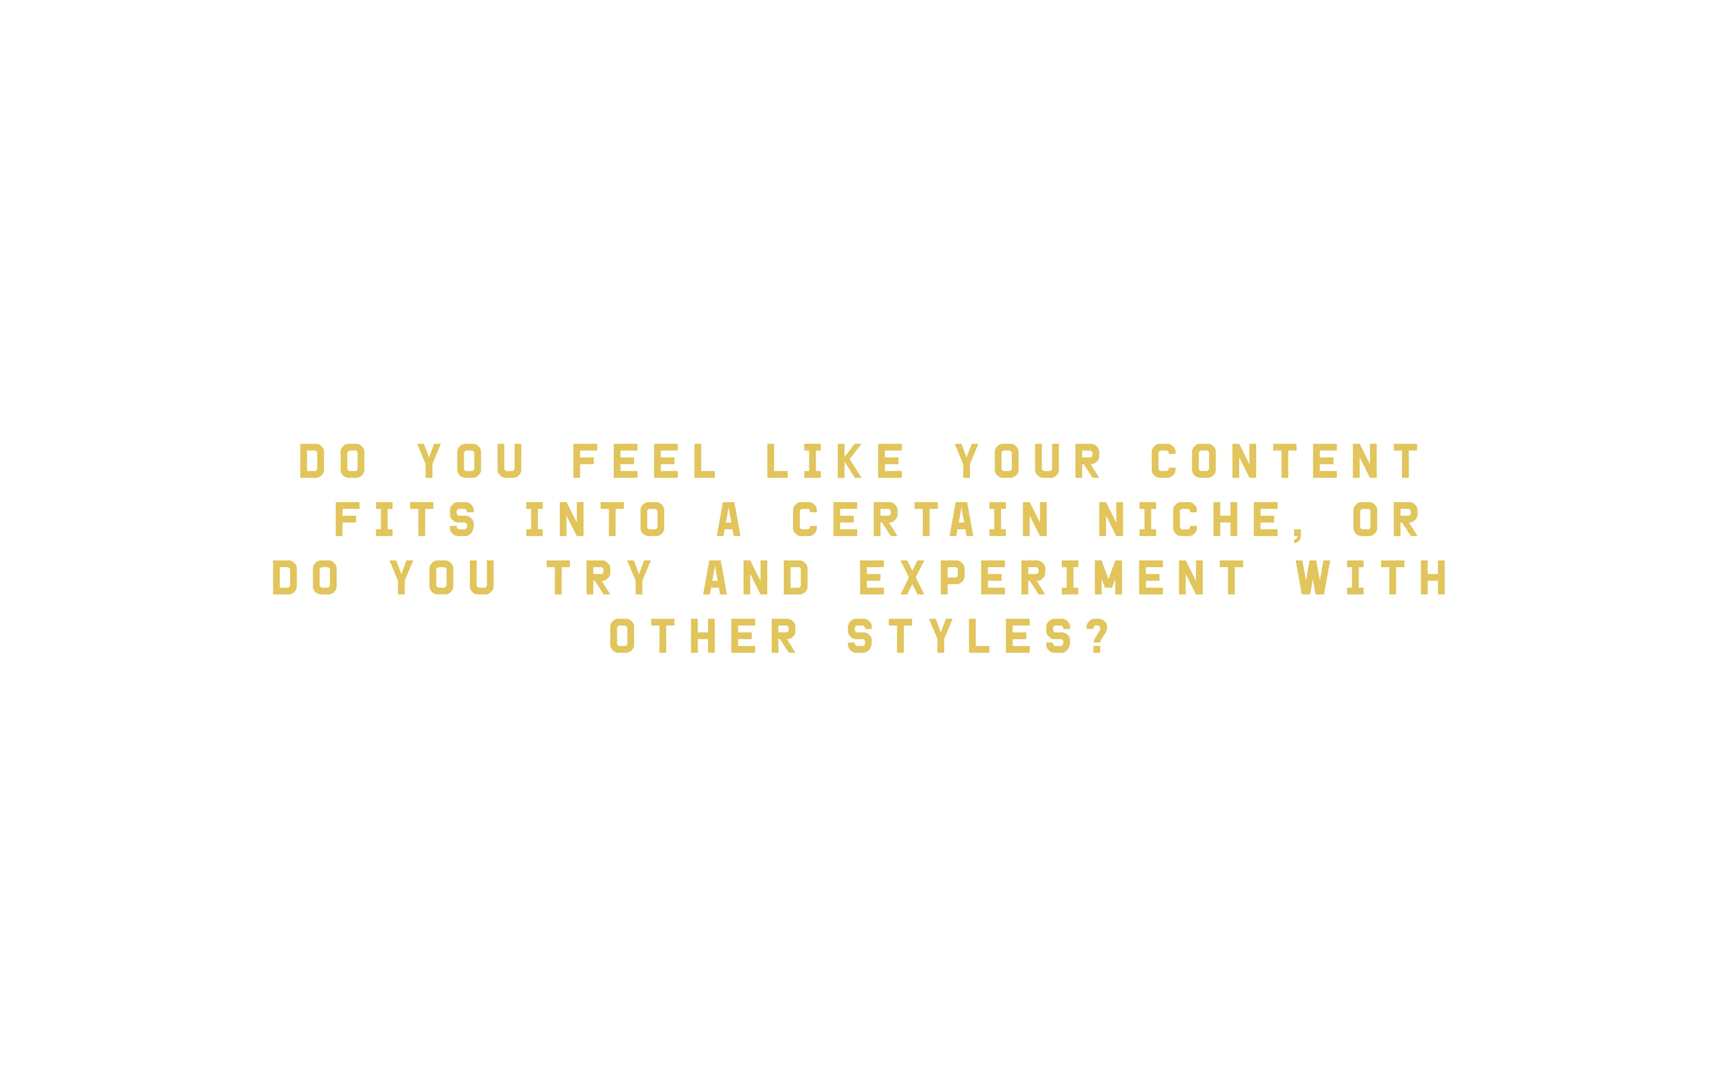 DO YOU FEEL LIKE YOUR CONTENT
FITS INTO A CERTAIN NICHE, OR
DO YOU TRY AND EXPERIMENT WITH
OTHER STYLES?